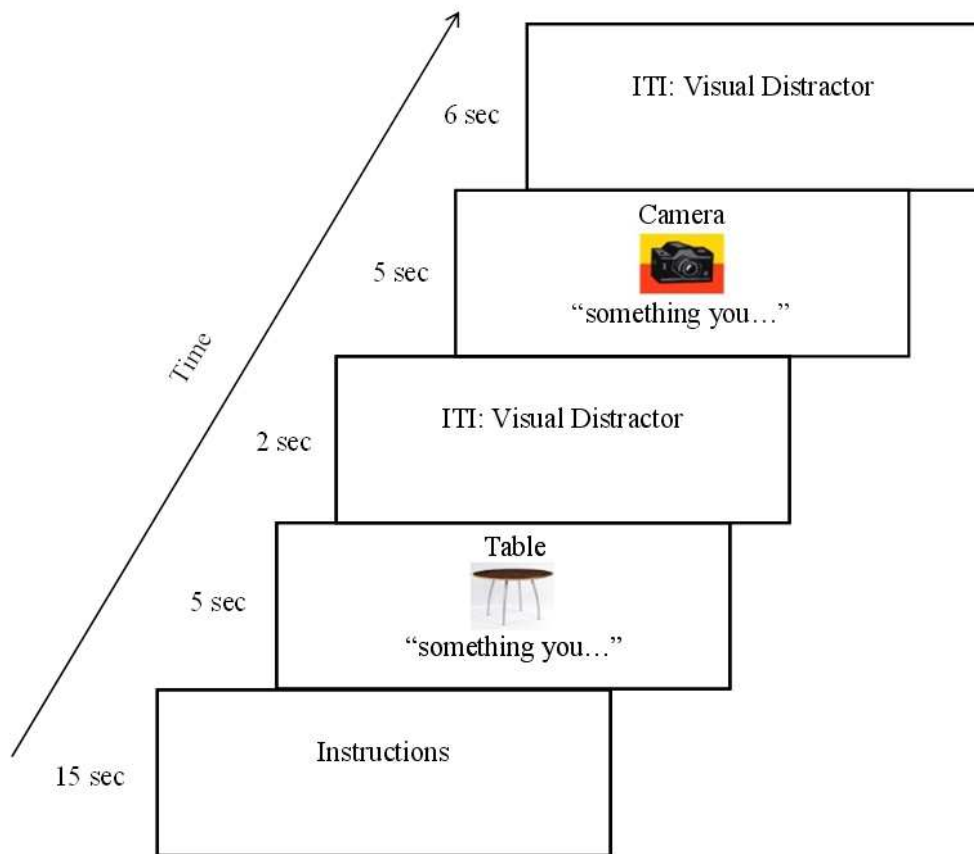 ITI: Visual Distractor
6 sec
Camera
5 sec
“something you…”
Time
ITI: Visual Distractor
2 sec
Table
5 sec
“something you…”
Instructions
15 sec